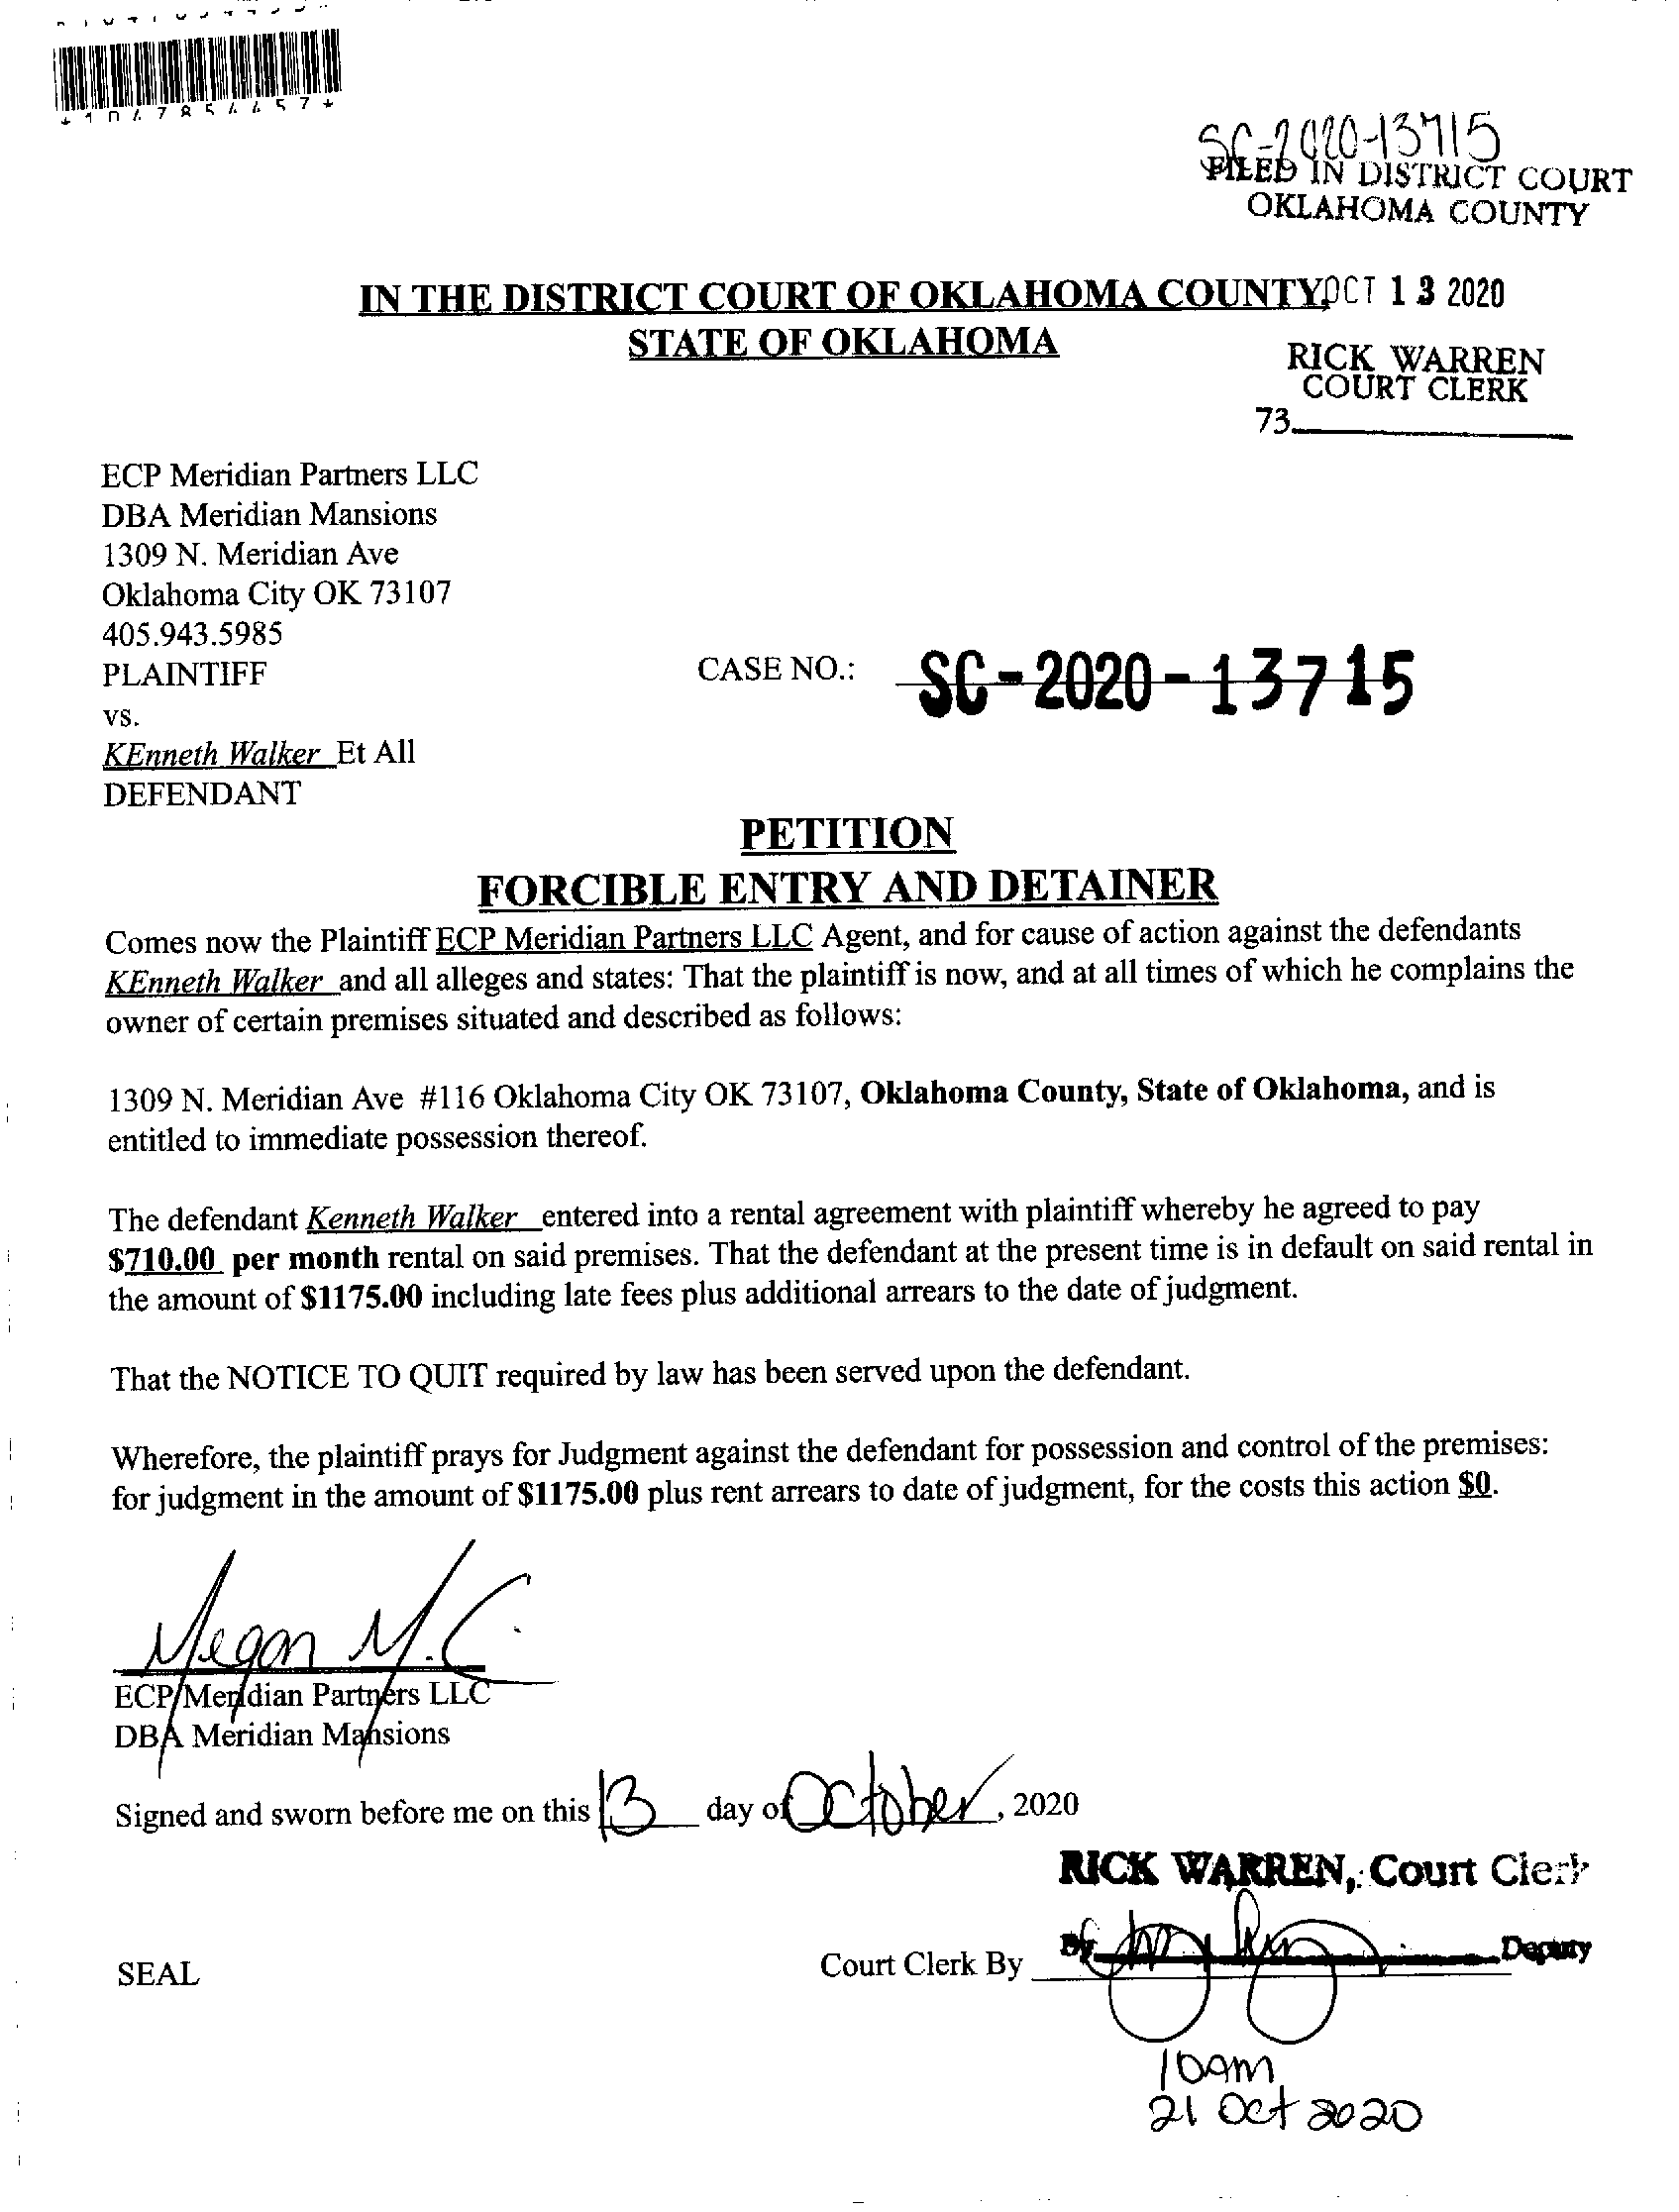 *1047854457*
SC-2020-13715
FILED IN DISTRICT COURT
OKLAHOMA COUNTY
IN THE DISTRICT COURT OF OKLAHOMA COUNTY OCT 13 2020
STATE OF OKLAHOMA
RICK WARREN
COURT CLERK
73
ECP Meridian Partners LLC
DBA Meridian Mansions
1309 N. Meridian Ave
Oklahoma City OK 73107
405.943.5985
PLAINTIFF
CASE NO.: SC-2020-13715
vs.
KEnneth Walker Et All
DEFENDANT
PETITION
FORCIBLE ENTRY AND DETAINER
Comes now the Plaintiff ECP Meridian Partners LLC Agent, and for cause of action against the defendants
KEnneth Walker and all alleges and states: That the plaintiff is now, and at all times of which he complains the
owner of certain premises situated and described as follows:
1309 N. Meridian Ave #116 Oklahoma City OK 73107, Oklahoma County, State of Oklahoma, and is
entitled to immediate possession thereof.
The defendant Kenneth Walker entered into a rental agreement with plaintiff whereby he agreed to pay
$710.00 per month rental on said premises. That the defendant at the present time is in default on said rental in
the amount of $1175.00 including late fees plus additional arrears to the date of judgment.
That the NOTICE TO QUIT required by law has been served upon the defendant.
Wherefore, the plaintiff prays for Judgment against the defendant for possession and control of the premises:
for judgment in the amount of $1175.00 plus rent arrears to date of judgment, for the costs this action $0.
Megan M.C.
ECP Meridian Partners LLC
DBA Meridian Mansions
Signed and sworn before me on this 13 day of October, 2020
RICK WARREN, Court Clerk
By Deputy
SEAL
Court Clerk By
10am
21 Oct 2020